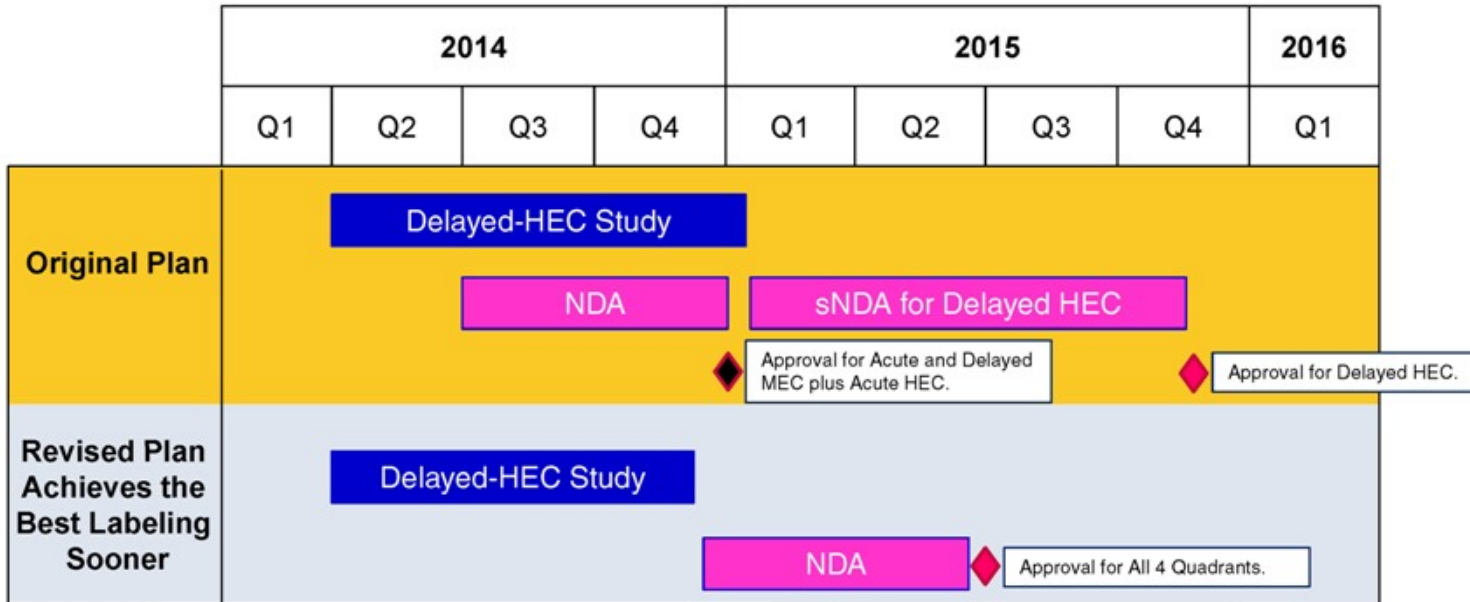 2014 2015 2016
Q1 Q2 Q3 Q4 Q1 Q2 Q3 Q4 Q1
Original Plan
Delayed-HEC Study
NDA sNDA for Delayed HEC
Approval for Acute and Delayed
MEC plus Acute HEC.
Approval for Delayed HEC.
Revised Plan
Achieves the
Best Labeling
Sooner
Delayed-HEC Study
NDA
Approval for All 4 Quadrants.